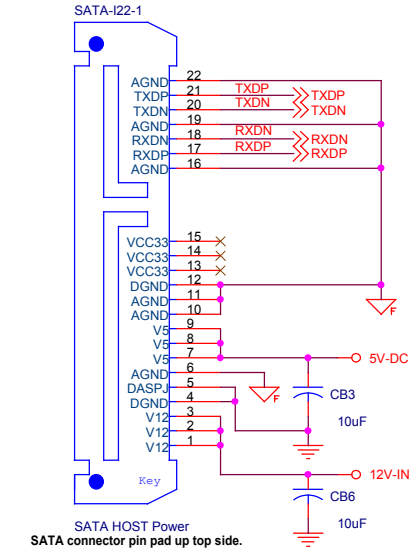 SATA-I22-1
AGND 22
TXDP 21 TXDP TXDP
TXDN 20 TXDN TXDN
AGND 19
RXDN 18 RXDN RXDN
RXDP 17 RXDP RXDP
AGND 16
VCC33 15
VCC33 14
VCC33 13
DGND 12
AGND 11
AGND 10
F
V5 9
V5 8
V5 7
5V-DC
AGND 6
DASPJ 5
F
CB3
DGND 4
V12 3
10uF
V12 2
V12 1
12V-IN
Key
CB6
10uF
SATA HOST Power
SATA connector pin pad up top side.